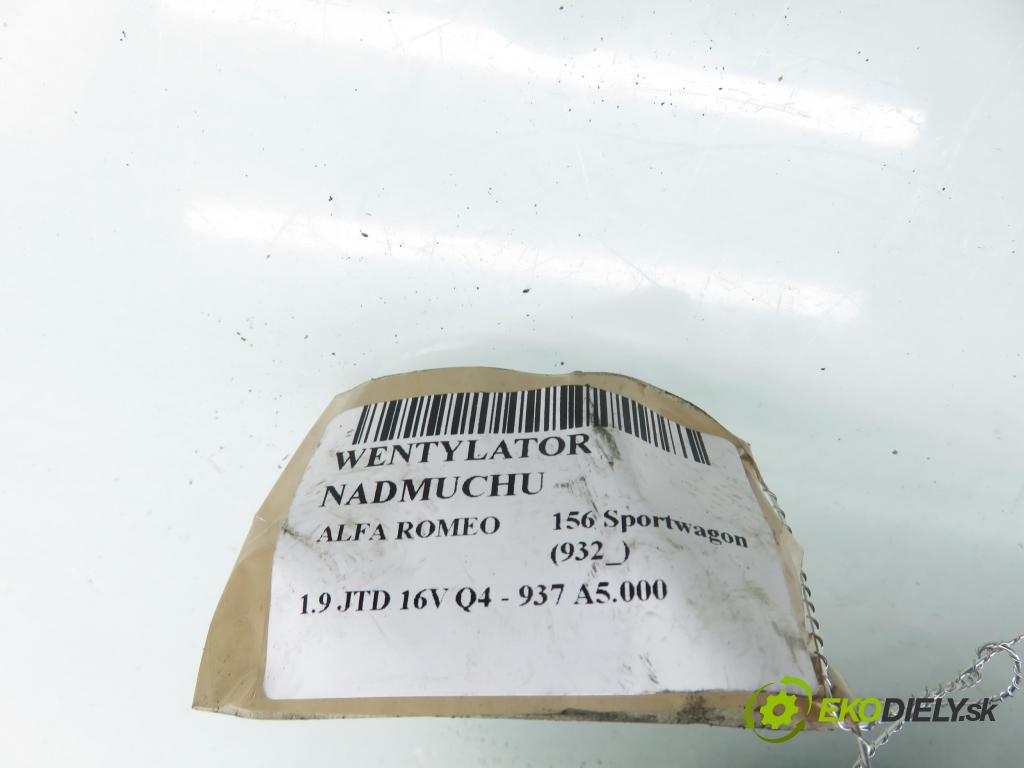 WENTYLATOR
NADMUCHU
ALFA ROMEO 156 Sportwagon
(932_)
1.9 JTD 16V Q4 - 937 A5.000
EKODIELY.sk